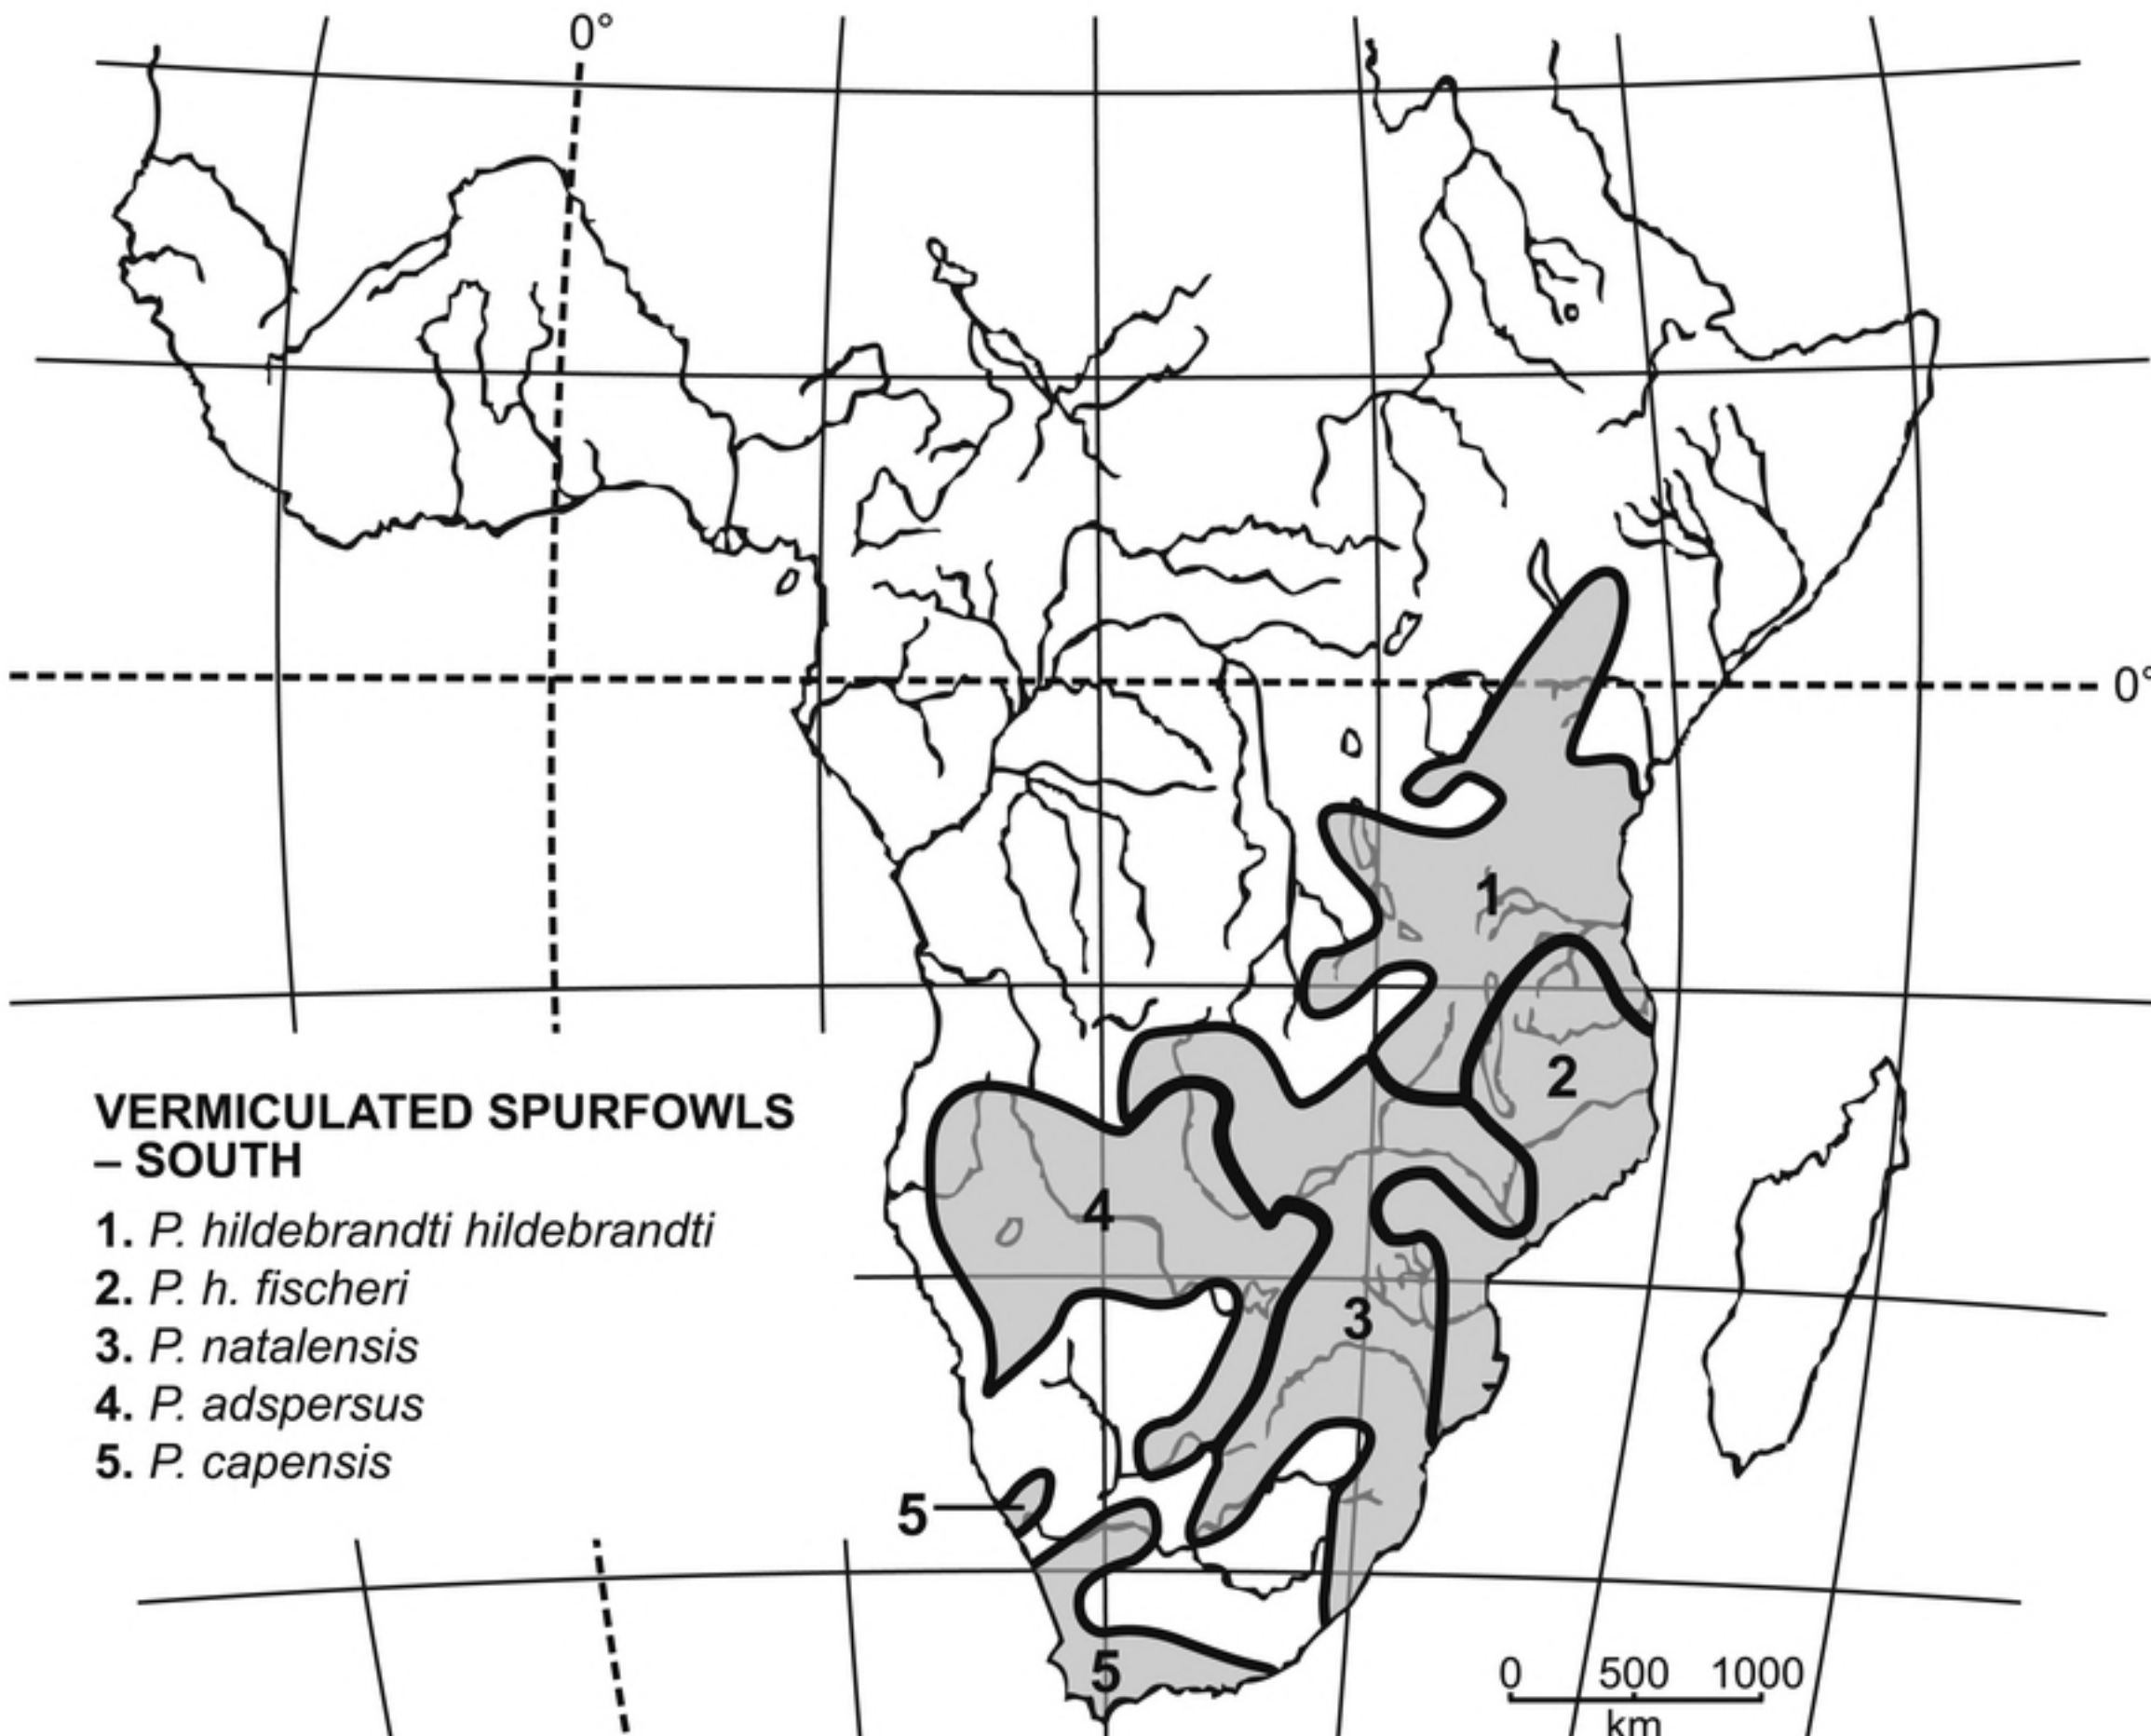 0°
0°
1
2
VERMICULATED SPURFOWLS
– SOUTH
1. P. hildebrandti hildebrandti
2. P. h. fischeri
3. P. natalensis
4. P. adspersus
5. P. capensis
4
3
5
5
0 500 1000
km